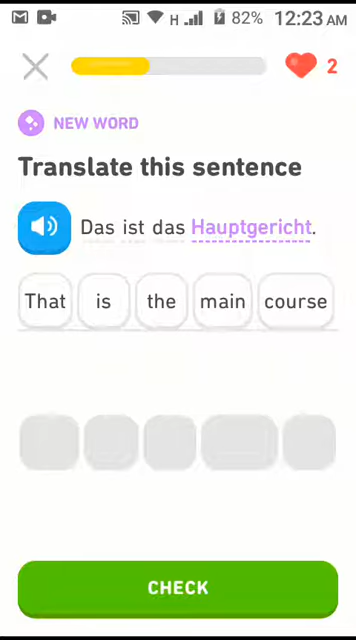 H 82% 12:23 AM
2
NEW WORD
Translate this sentence
Das ist das Hauptgericht.
That is the main course
CHECK